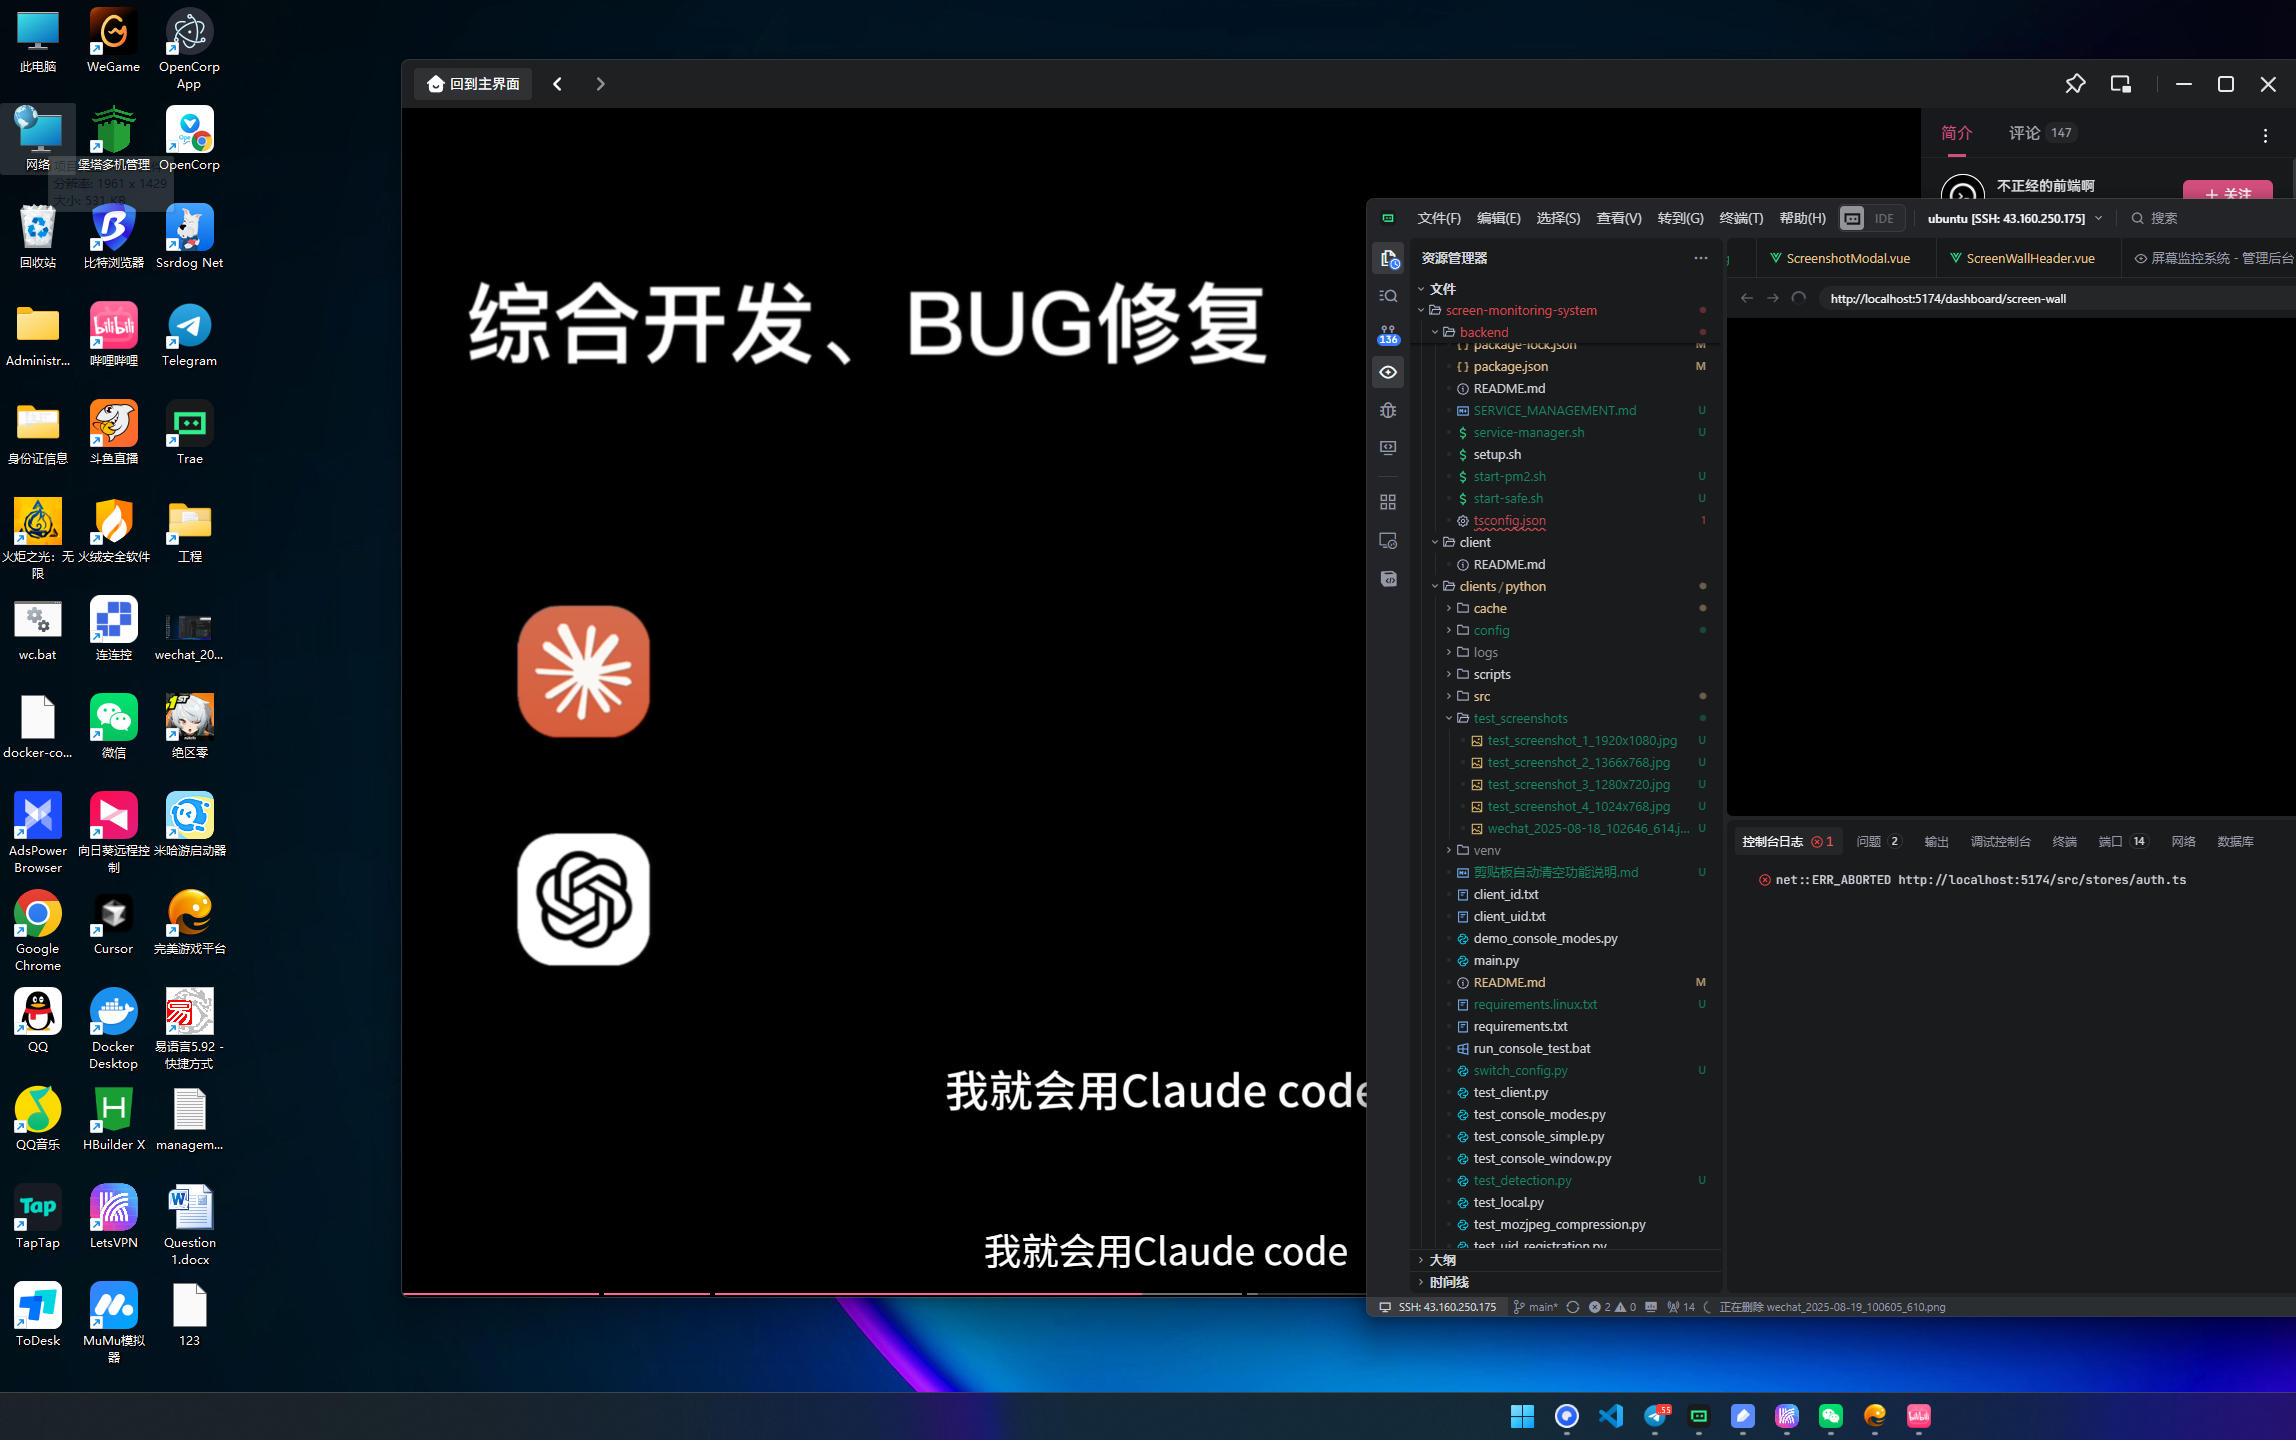 此电脑
WeGame
OpenCorp
App
网络
堡塔多机管理
OpenCorp
分辨率: 1961 x 1429
大小: 531 KB
回收站
比特浏览器
Ssrdog Net
Administr...
哔哩哔哩
Telegram
身份证信息
斗鱼直播
Trae
火炬之光：无
限
火绒安全软件
工程
wc.bat
连连控
wechat_20...
docker-co...
微信
绝区零
AdsPower
Browser
向日葵远程控
制
米哈游启动器
Google
Chrome
Cursor
完美游戏平台
QQ
Docker
Desktop
易语言5.92 -
快捷方式
QQ音乐
HBuilder X
managem...
TapTap
LetsVPN
Question
1.docx
ToDesk
MuMu模拟
器
123
回到主界面
综合开发、BUG修复
我就会用Claude code
我就会用Claude code
简介
评论 147
不正经的前端啊
+ 关注
文件(F) 编辑(E) 选择(S) 查看(V) 转到(G) 终端(T) 帮助(H)
IDE
ubuntu [SSH: 43.160.250.175]
搜索
资源管理器
ScreenshotModal.vue
ScreenWallHeader.vue
屏幕监控系统 - 管理后台
http://localhost:5174/dashboard/screen-wall
136
文件
screen-monitoring-system
backend
package-lock.json M
package.json M
README.md
SERVICE_MANAGEMENT.md U
service-manager.sh U
setup.sh
start-pm2.sh U
start-safe.sh U
tsconfig.json 1
client
README.md
clients / python
cache
config
logs
scripts
src
test_screenshots
test_screenshot_1_1920x1080.jpg U
test_screenshot_2_1366x768.jpg U
test_screenshot_3_1280x720.jpg U
test_screenshot_4_1024x768.jpg U
wechat_2025-08-18_102646_614.j... U
venv
剪贴板自动清空功能说明.md U
client_id.txt
client_uid.txt
demo_console_modes.py
main.py
README.md M
requirements.linux.txt U
requirements.txt
run_console_test.bat
switch_config.py U
test_client.py
test_console_modes.py
test_console_simple.py
test_console_window.py
test_detection.py U
test_local.py
test_mozjpeg_compression.py
test_uid_registration.py
大纲
时间线
控制台日志 1 问题 2 输出 调试控制台 终端 端口 14 网络 数据库
net::ERR_ABORTED http://localhost:5174/src/stores/auth.ts
SSH: 43.160.250.175 main* 2 0 14 正在删除 wechat_2025-08-19_100605_610.png